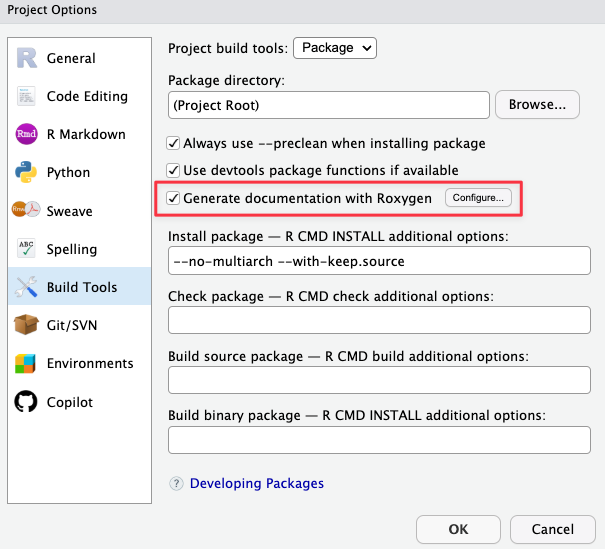 Project Options
General
Code Editing
Rmd
R Markdown
Python
Sweave
ABC
Spelling
Build Tools
Git/SVN
Environments
Copilot
Project build tools: Package
Package directory:
(Project Root) Browse...
Always use --preclean when installing package
Use devtools package functions if available
Generate documentation with Roxygen Configure...
Install package — R CMD INSTALL additional options:
--no-multiarch --with-keep.source
Check package — R CMD check additional options:
Build source package — R CMD build additional options:
Build binary package — R CMD INSTALL additional options:
? Developing Packages
OK Cancel